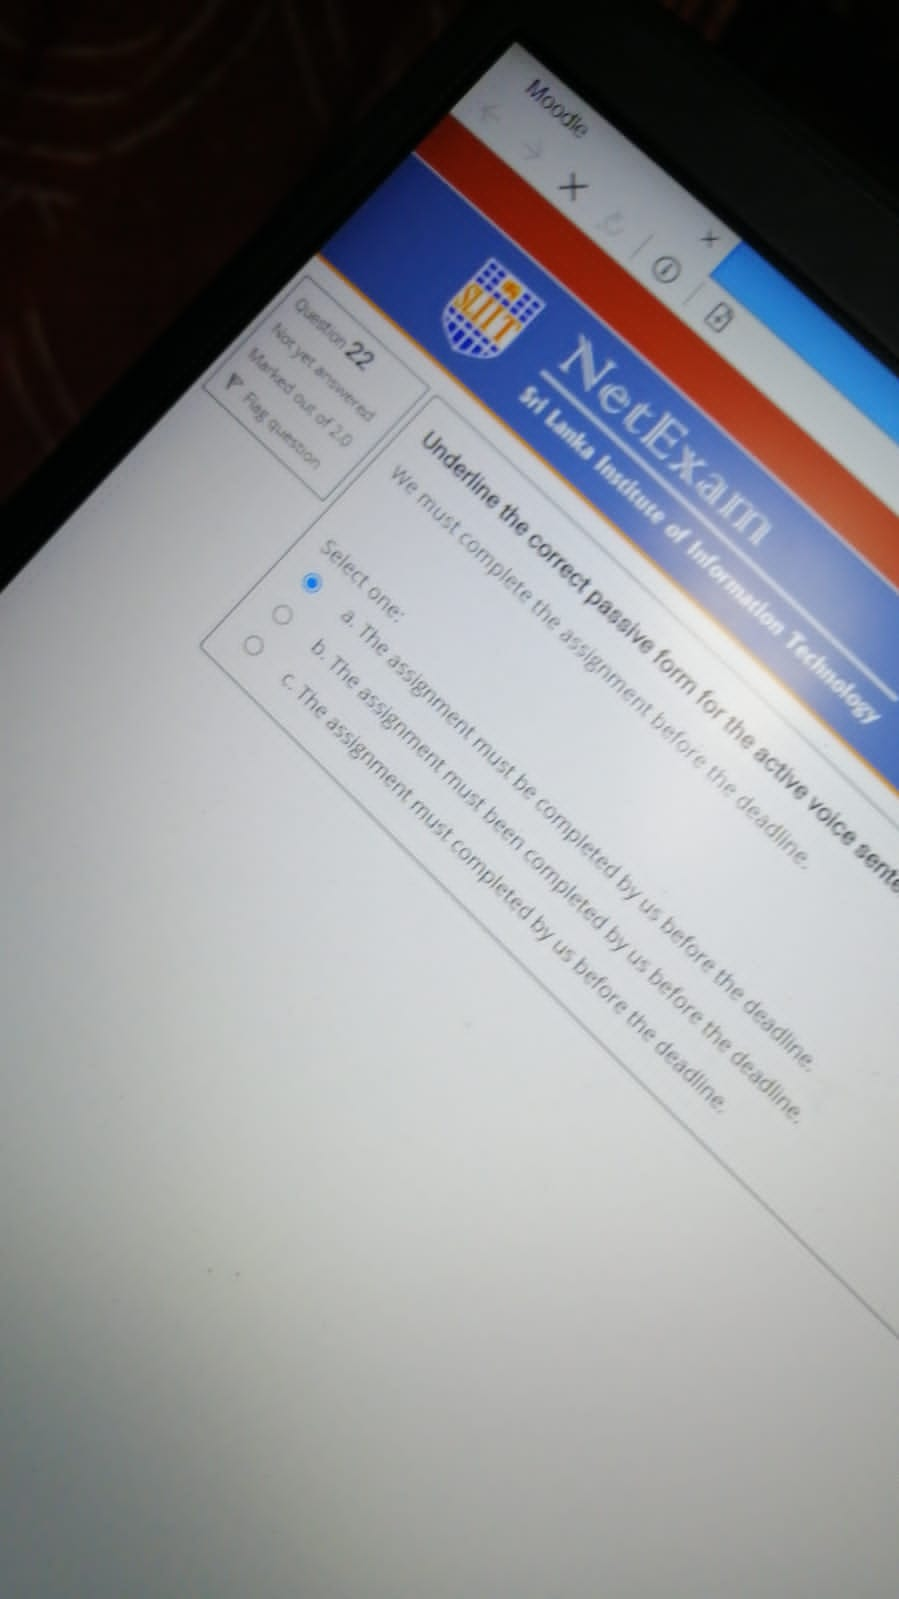 Moodle
SLIIT
NetExam
Sri Lanka Institute of Information Technology
Question 22
Not yet answered
Marked out of 2.0
Flag question
Underline the correct passive form for the active voice sente
We must complete the assignment before the deadline.
Select one:
a. The assignment must be completed by us before the deadline.
b. The assignment must been completed by us before the deadline.
c. The assignment must completed by us before the deadline.